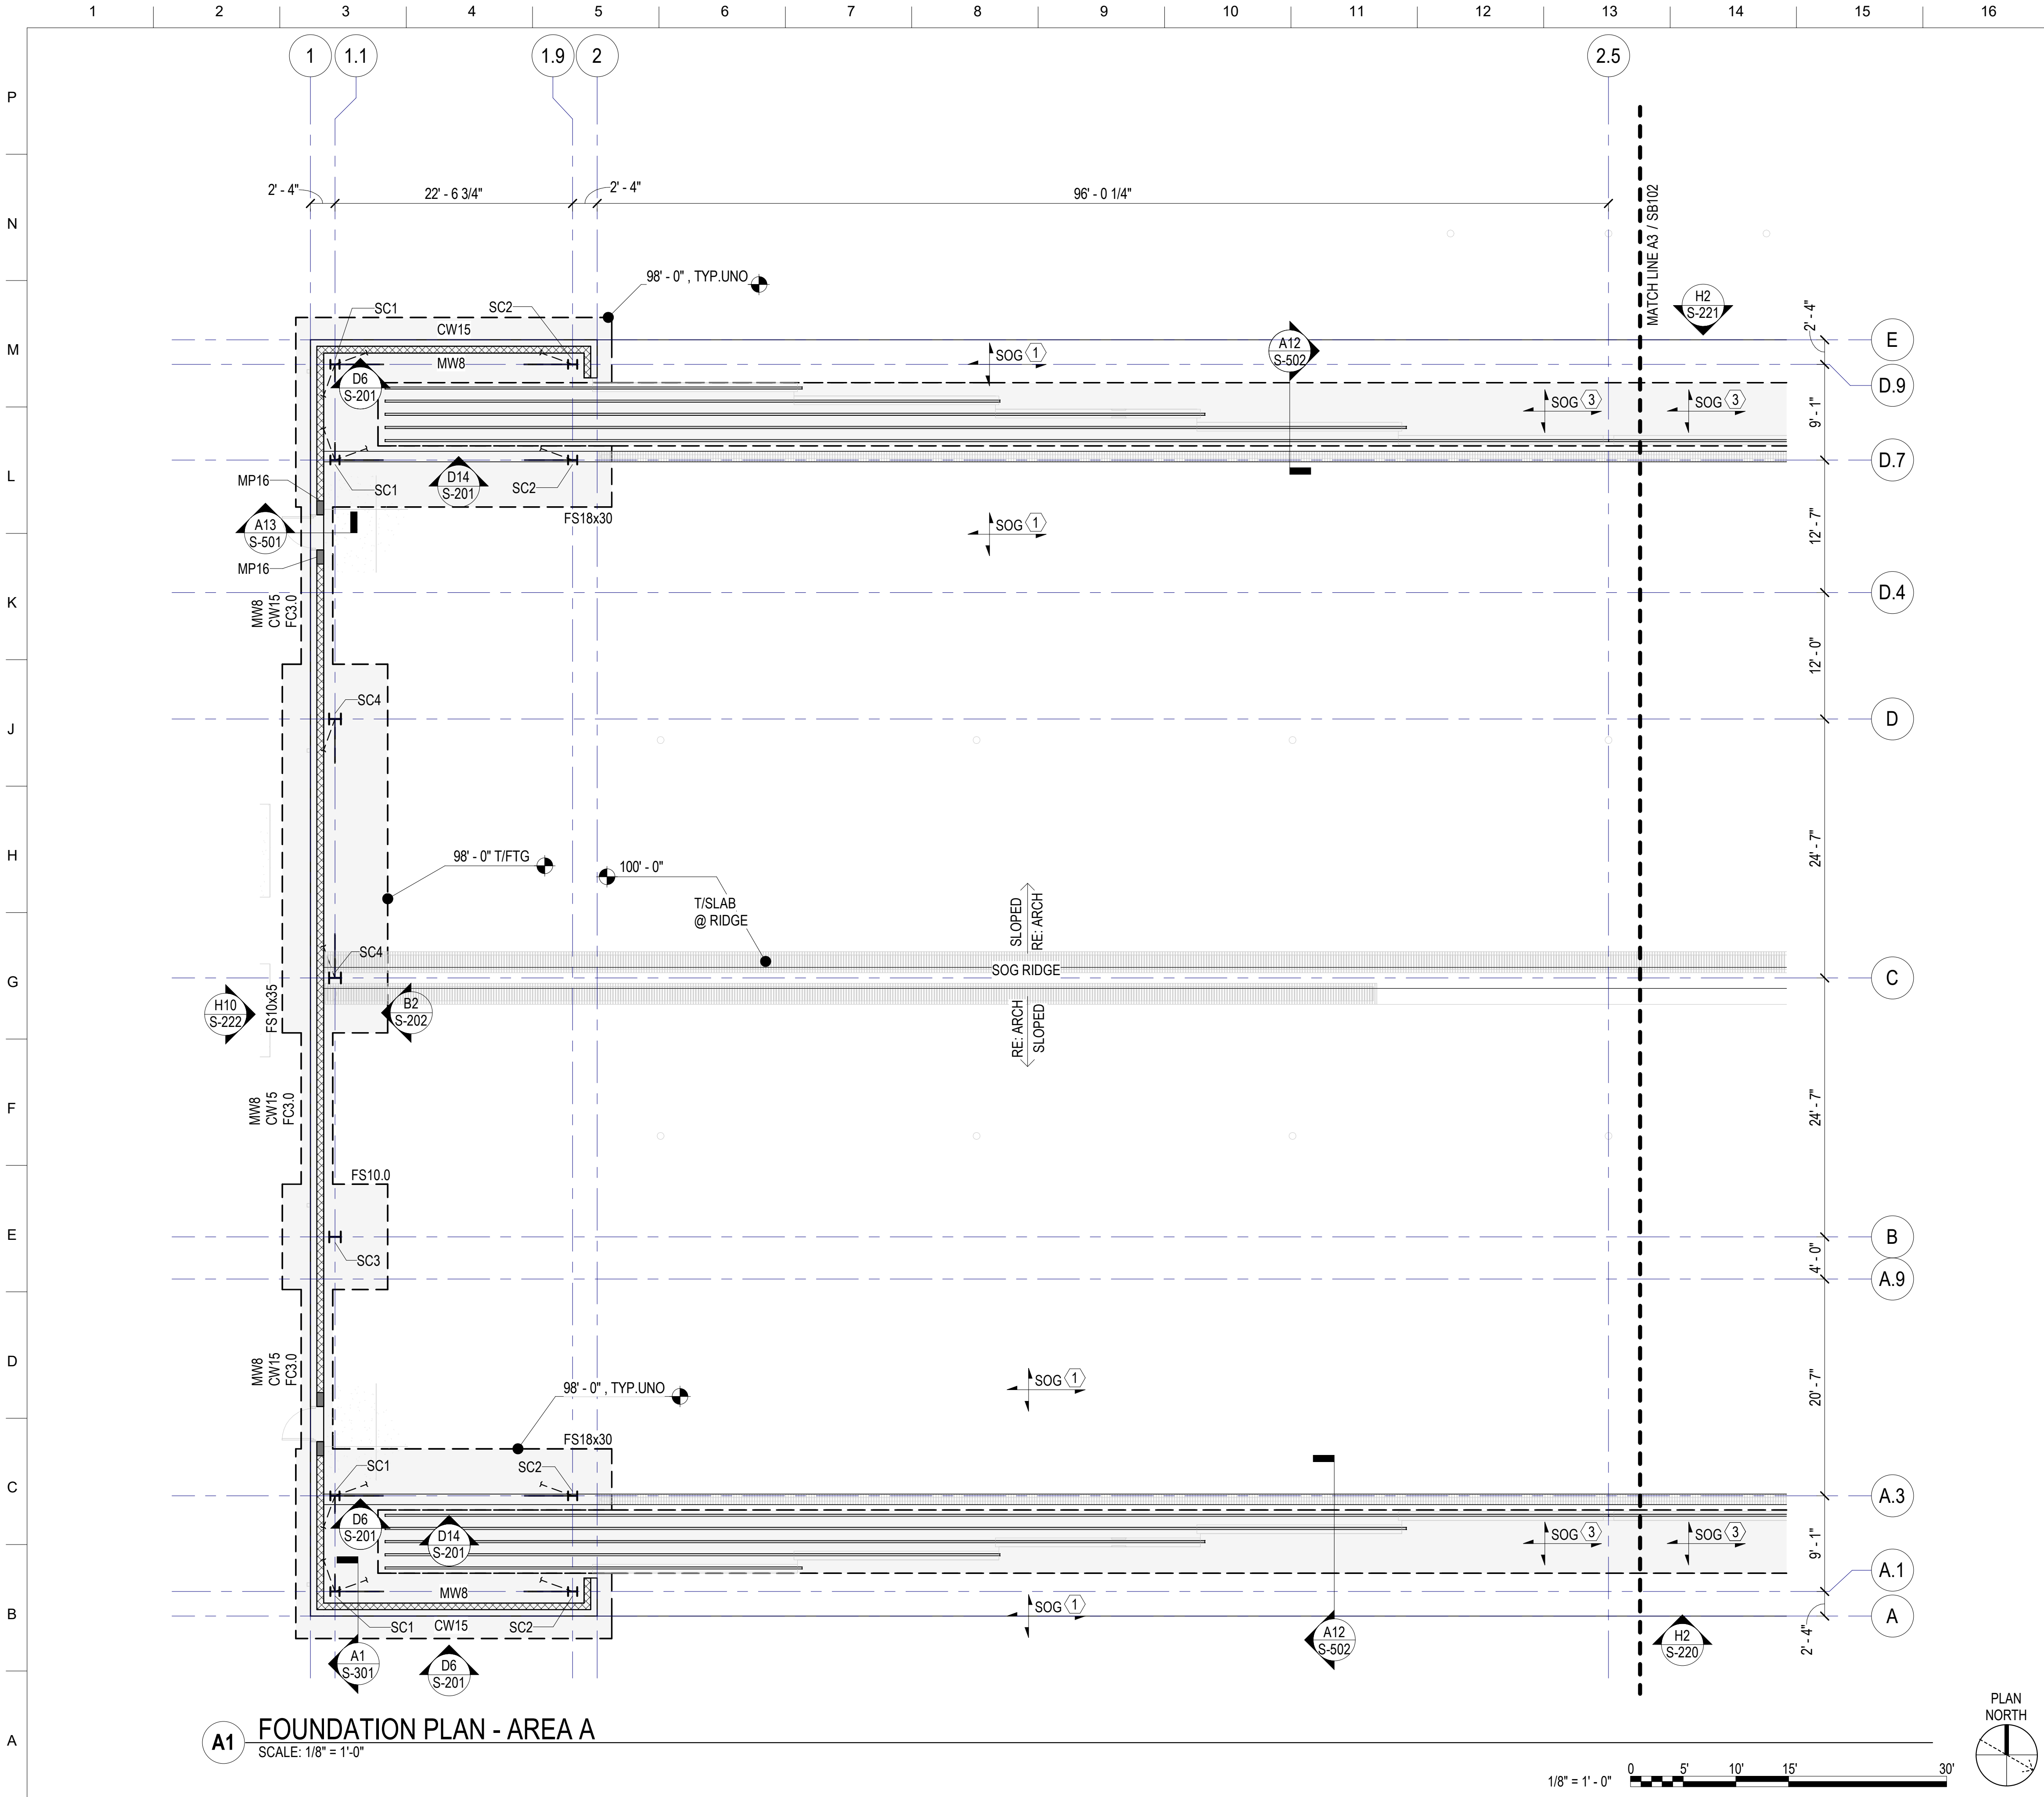 1 2 3 4 5 6 7 8 9 10 11 12 13 14 15 16
P
N
M
L
K
J
H
G
F
E
D
C
B
A
1 1.1 1.9 2 2.5
2' - 4"
22' - 6 3/4"
2' - 4"
96' - 0 1/4"
MATCH LINE A3 / SB102
98' - 0" , TYP.UNO
SC1
SC2
CW15
MW8
D6
S-201
SOG 1
A12
S-502
H2
S-221
2' - 4"
E
D.9
SOG 3
SOG 3
9' - 1"
D.7
MP16
SC1
D14
S-201
SC2
FS18x30
A13
S-501
SOG 1
12' - 7"
MP16
D.4
MW8
CW15
FC3.0
12' - 0"
SC4
D
98' - 0" T/FTG
100' - 0"
T/SLAB
@ RIDGE
24' - 7"
SLOPED
RE: ARCH
SC4
SOG RIDGE
C
H10
S-222
FS10x35
B2
S-202
RE: ARCH
SLOPED
MW8
CW15
FC3.0
24' - 7"
FS10.0
SC3
B
4' - 0"
A.9
MW8
CW15
FC3.0
98' - 0" , TYP.UNO
SOG 1
20' - 7"
FS18x30
SC1
SC2
A.3
D6
S-201
D14
S-201
SOG 3
SOG 3
9' - 1"
A.1
MW8
SC1
CW15
SC2
SOG 1
A
A1
S-301
D6
S-201
A12
S-502
H2
S-220
2' - 4"
PLAN
NORTH
A1
FOUNDATION PLAN - AREA A
SCALE: 1/8" = 1'-0"
1/8" = 1' - 0"
0 5' 10' 15' 30'